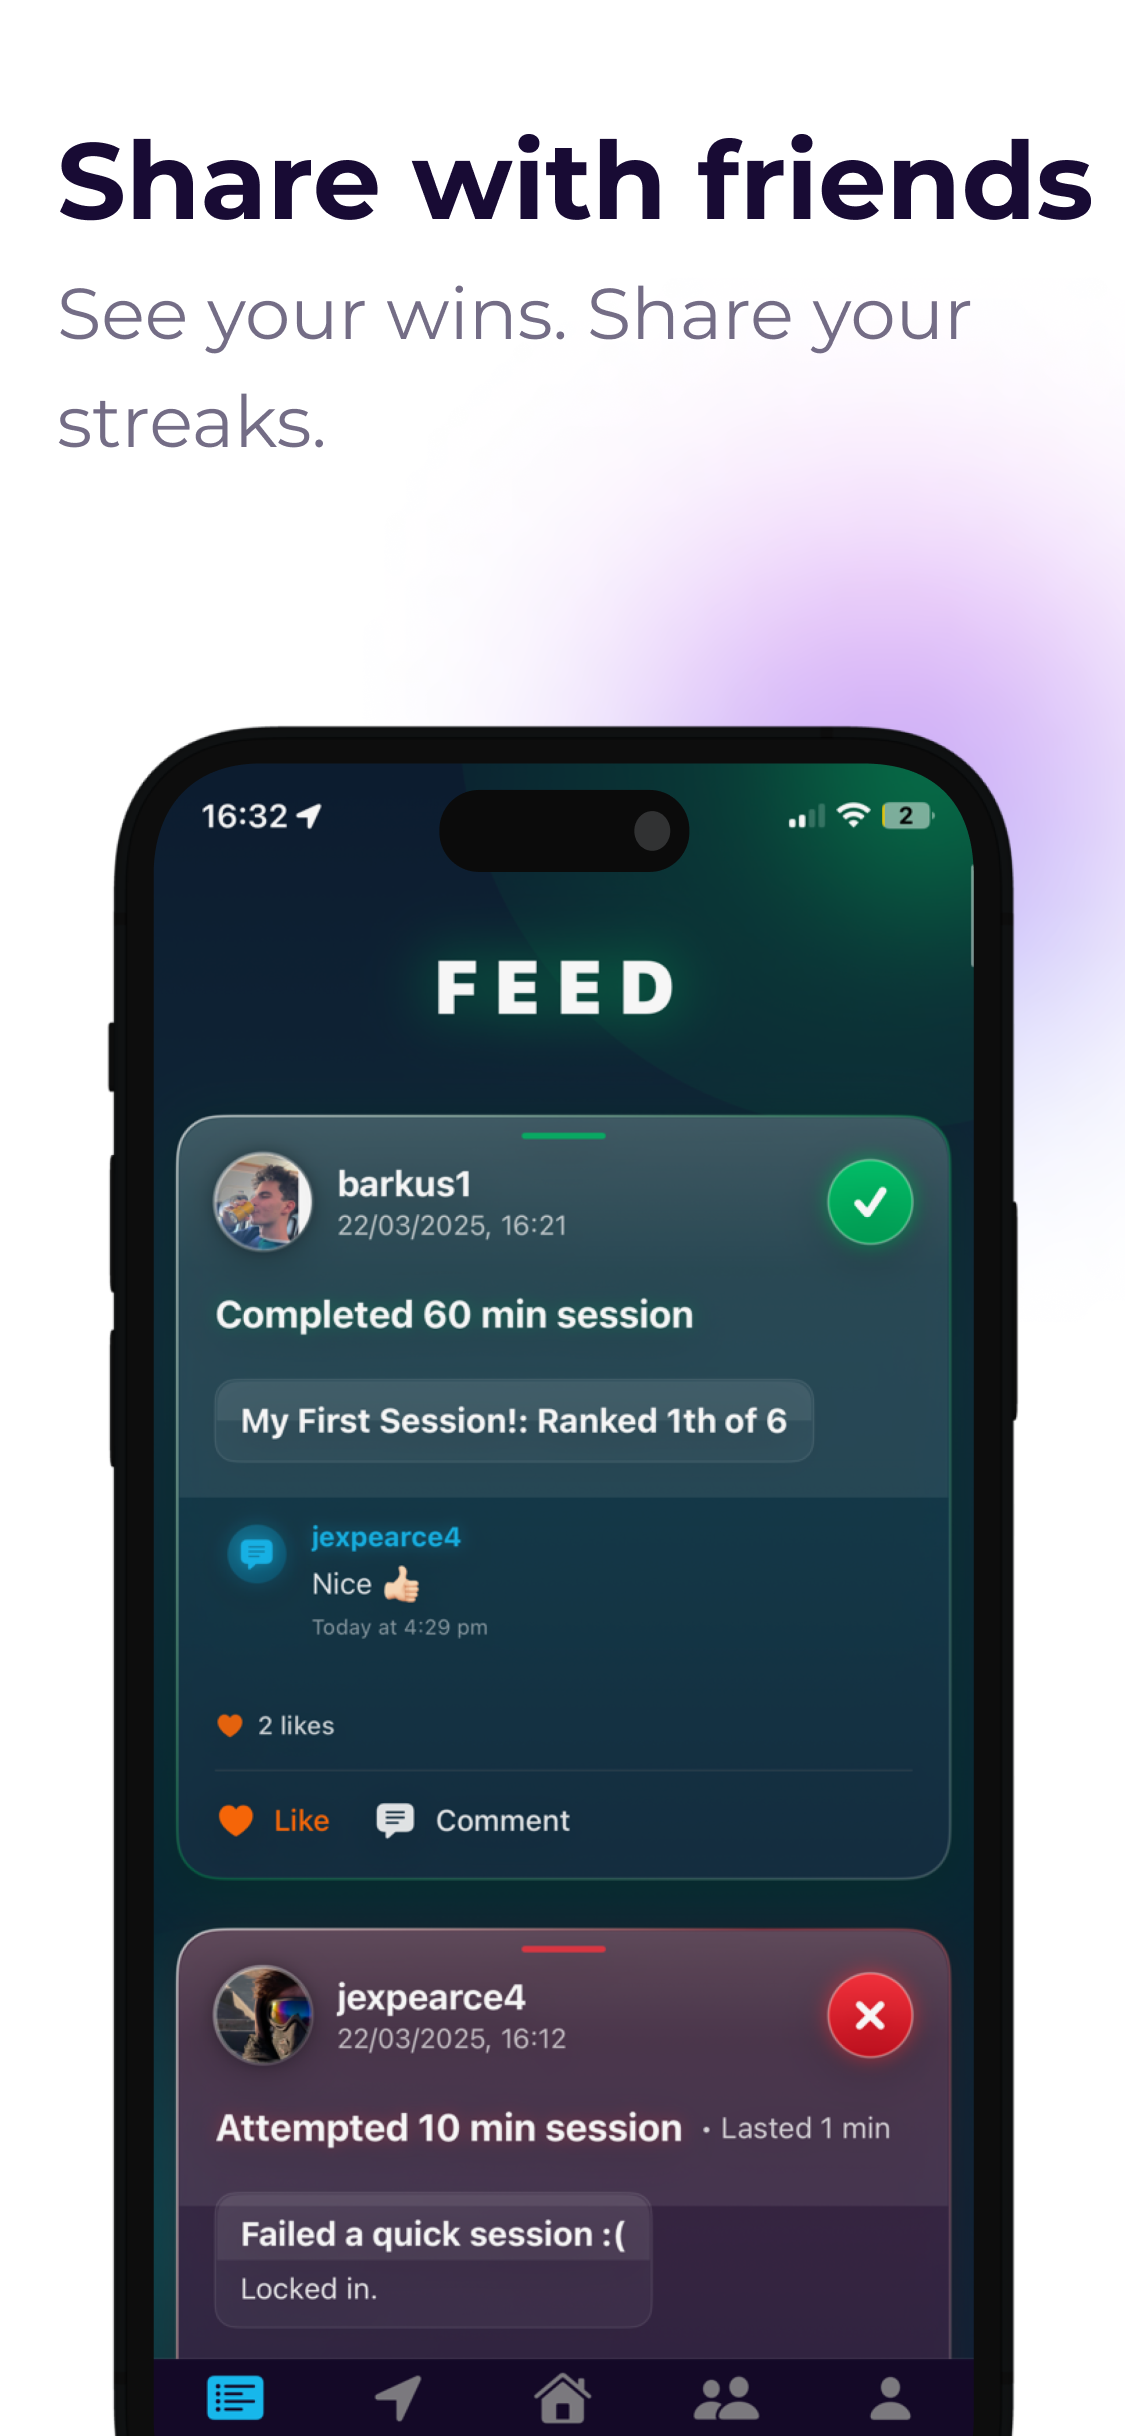 Share with friends
See your wins. Share your
streaks.
16:32
2
FEED
barkus1
22/03/2025, 16:21
Completed 60 min session
My First Session!: Ranked 1th of 6
jexpearce4
Nice 👍🏻
Today at 4:29 pm
2 likes
Like Comment
jexpearce4
22/03/2025, 16:12
Attempted 10 min session • Lasted 1 min
Failed a quick session :(
Locked in.